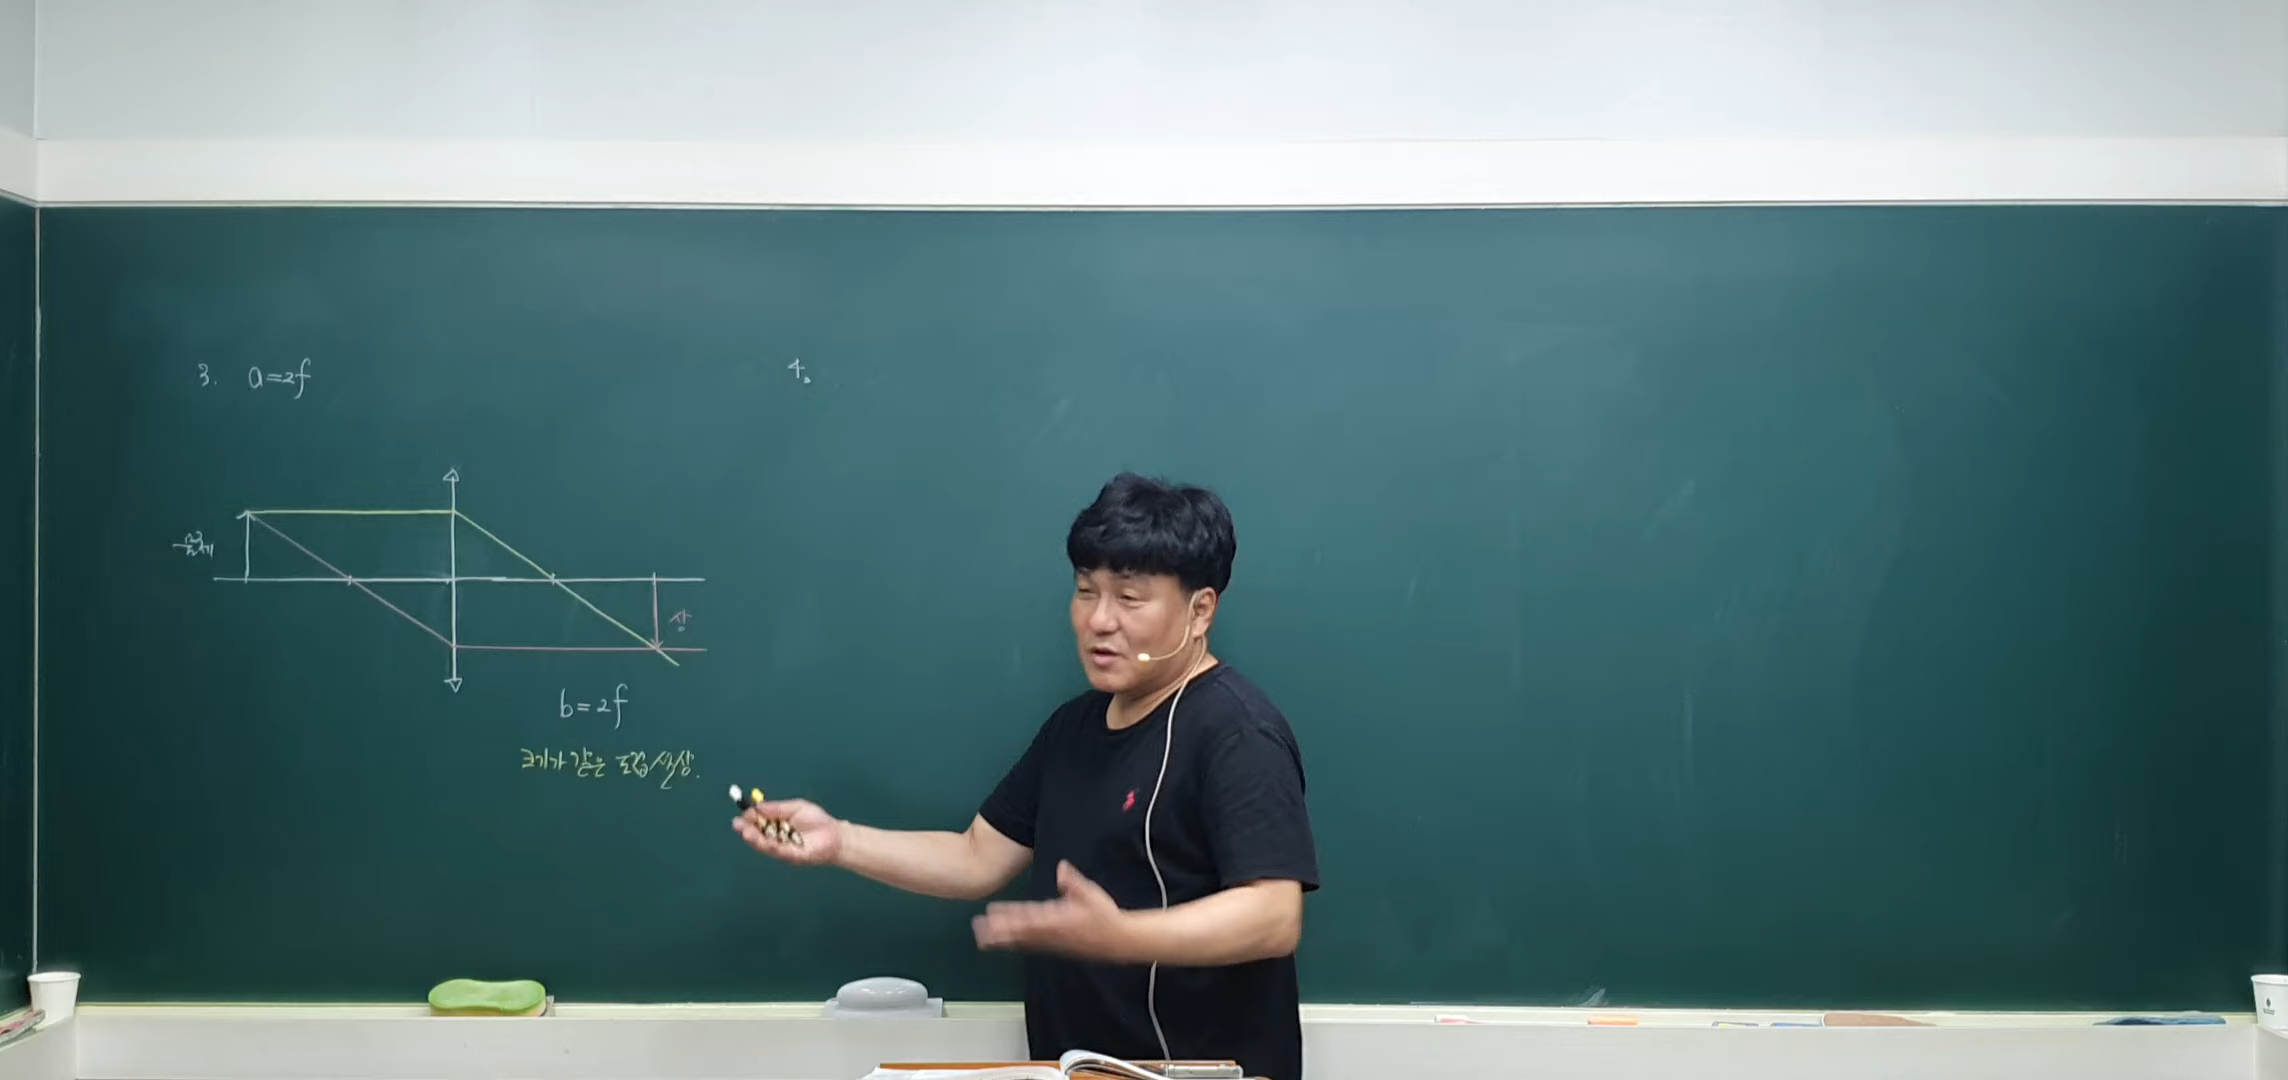 3. a=2f
4.
물체
상
b=2f
크기가 같은 도립실상.